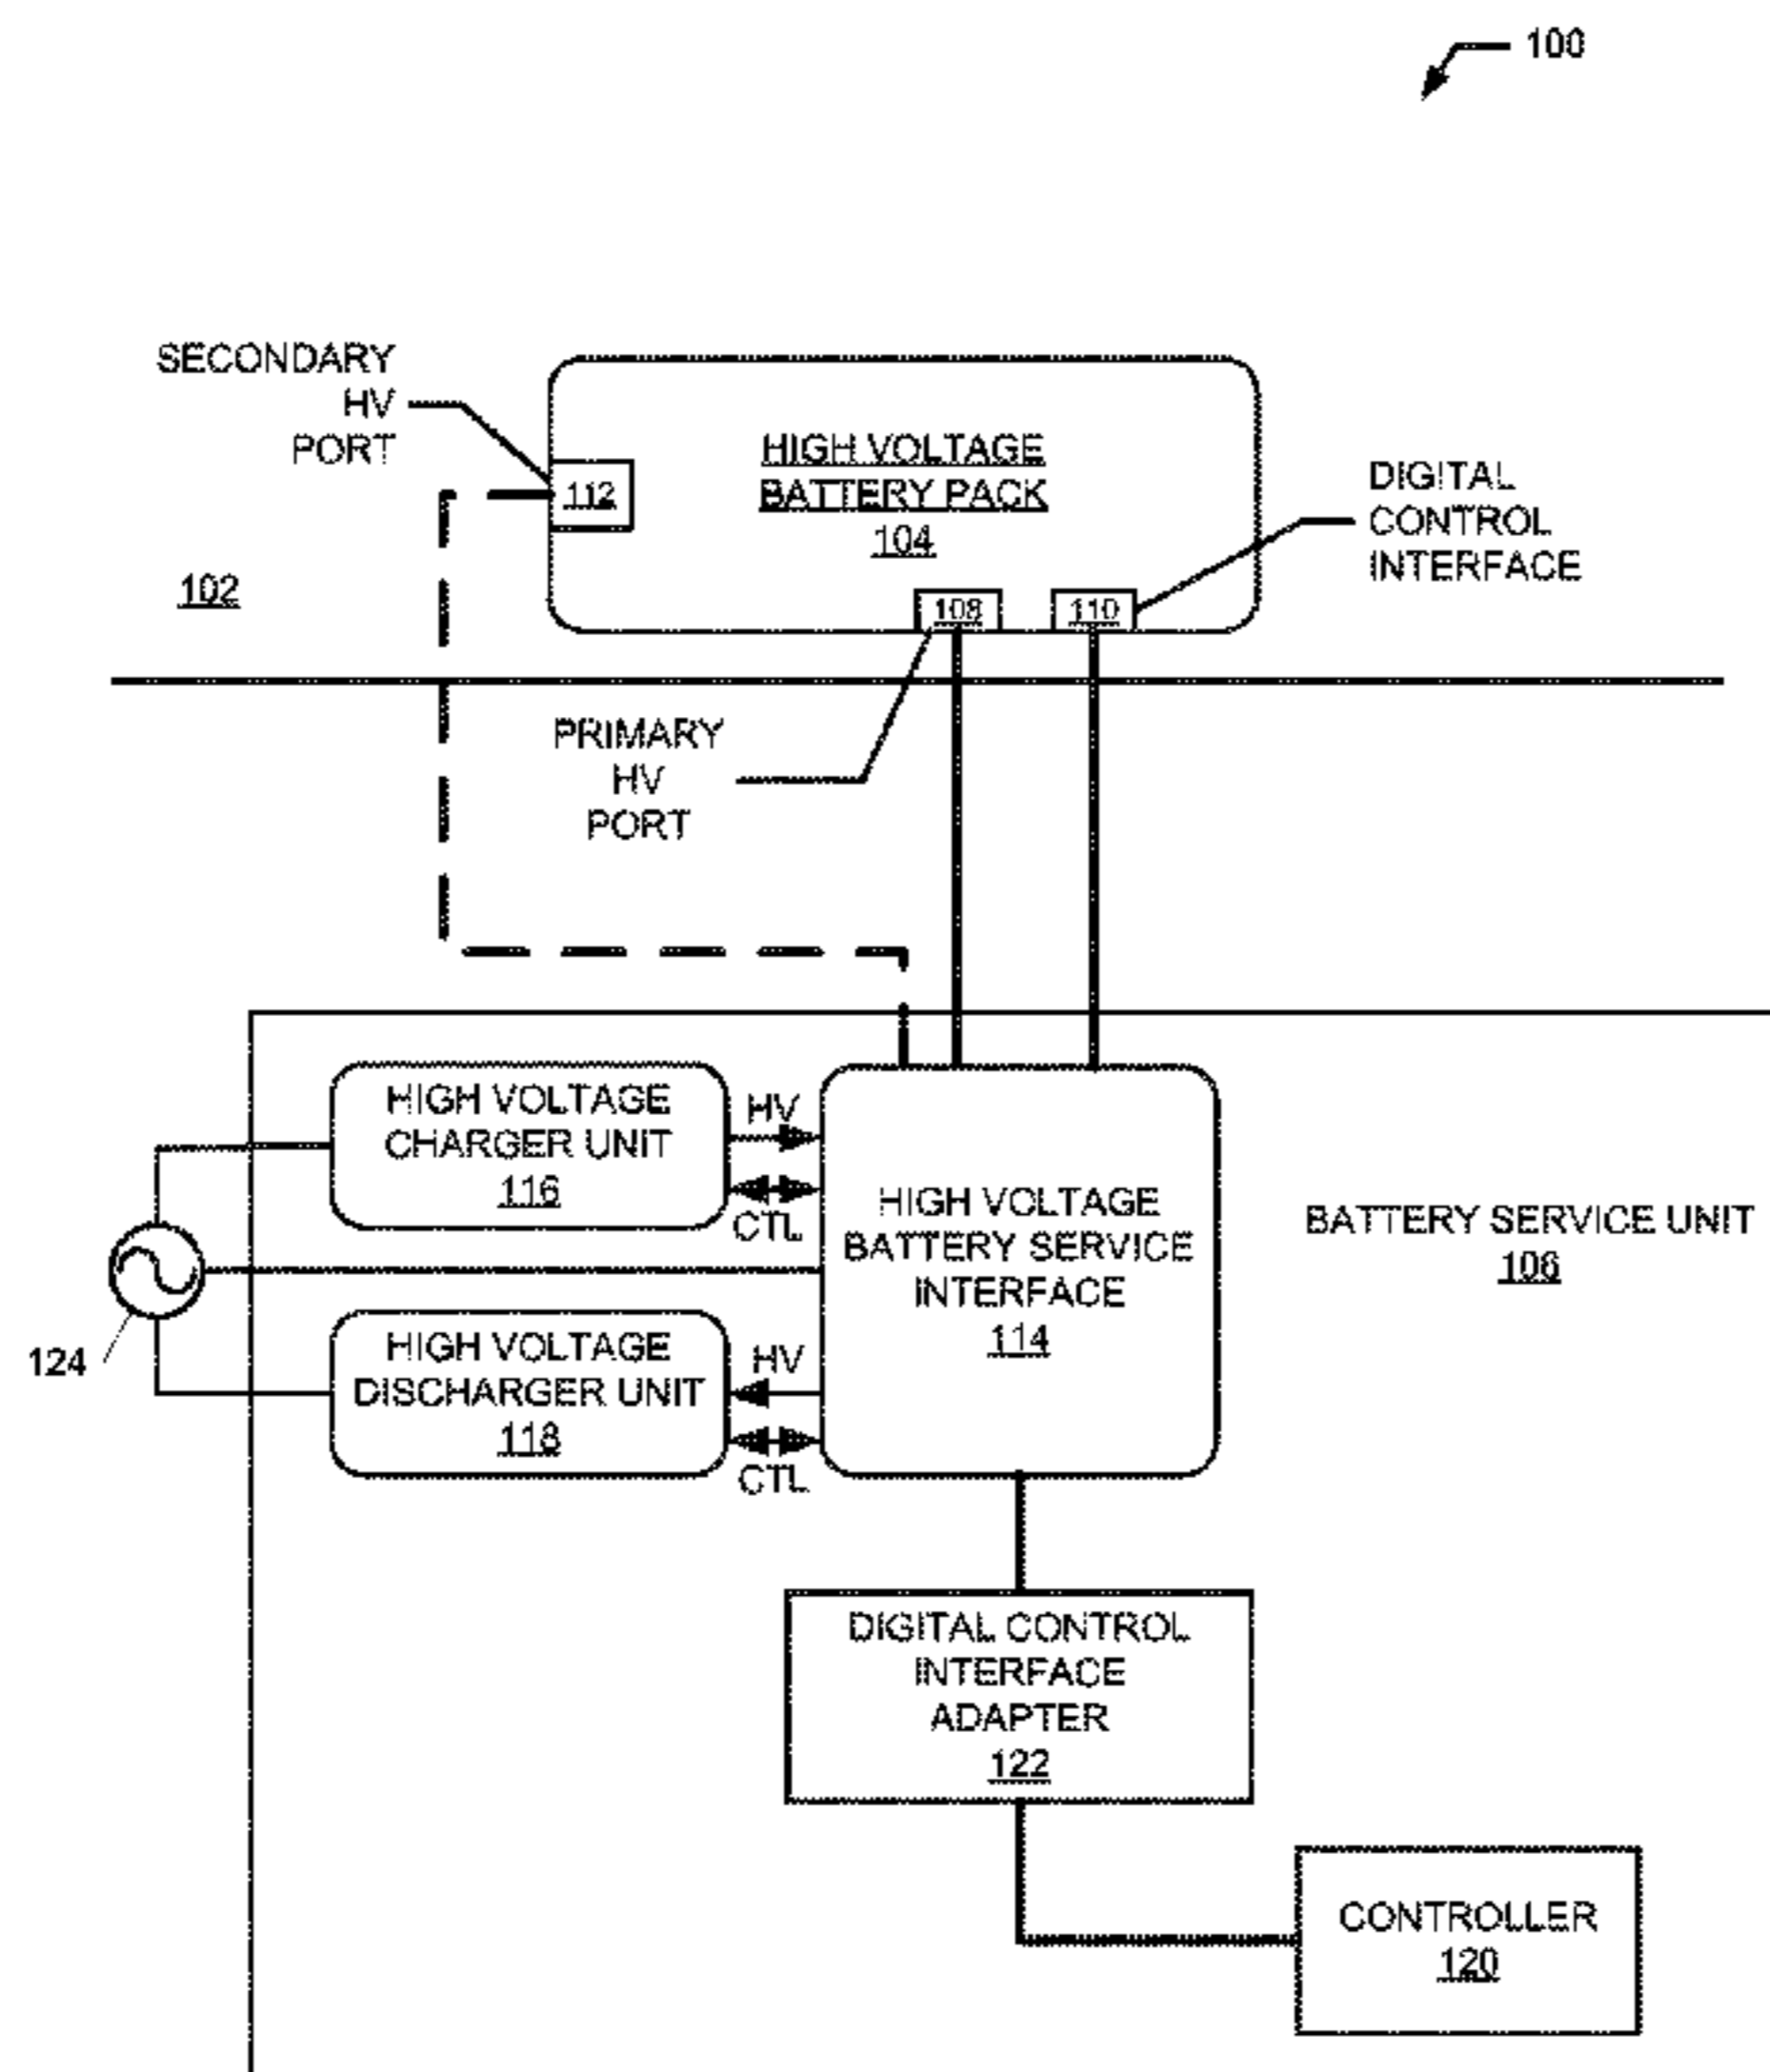 100
SECONDARY
HV
PORT
112
HIGH VOLTAGE
BATTERY PACK
104
DIGITAL
CONTROL
INTERFACE
102
108
110
PRIMARY
HV
PORT
HIGH VOLTAGE
CHARGER UNIT
116
HV
CTL
HIGH VOLTAGE
BATTERY SERVICE
INTERFACE
114
BATTERY SERVICE UNIT
106
124
HIGH VOLTAGE
DISCHARGER UNIT
118
HV
CTL
DIGITAL CONTROL
INTERFACE
ADAPTER
122
CONTROLLER
120